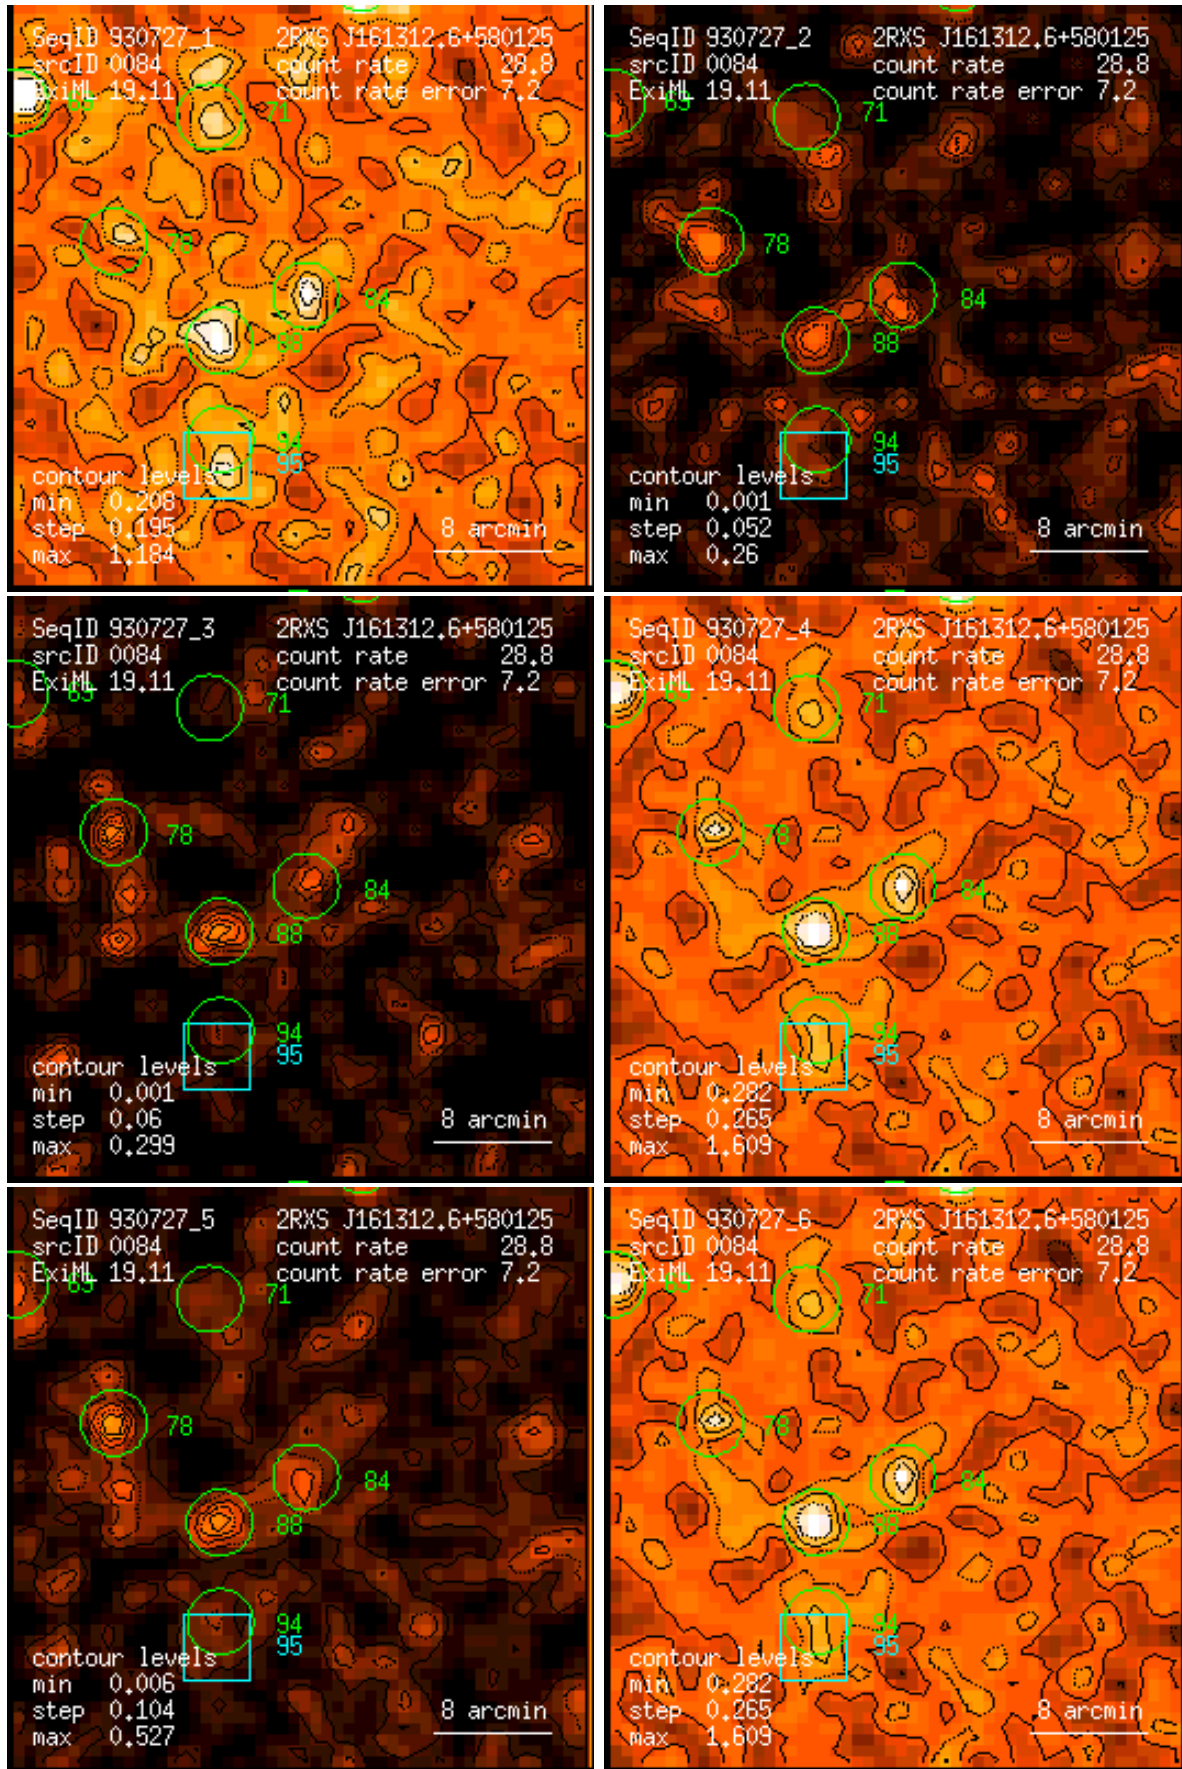 SeqID 930727_1 2RXS J161312.6+580125
srcID 0084 count rate 28.8
ExiML 19.11 count rate error 7.2
69
71
78
84
88
94
95
contour levels
min 0.208
step 0.195 8 arcmin
max 1.184
SeqID 930727_2 2RXS J161312.6+580125
srcID 0084 count rate 28.8
ExiML 19.11 count rate error 7.2
69
71
78
84
88
94
95
contour levels
min 0.001
step 0.052 8 arcmin
max 0.26
SeqID 930727_3 2RXS J161312.6+580125
srcID 0084 count rate 28.8
ExiML 19.11 count rate error 7.2
69
71
78
84
88
94
95
contour levels
min 0.001
step 0.06 8 arcmin
max 0.299
SeqID 930727_4 2RXS J161312.6+580125
srcID 0084 count rate 28.8
ExiML 19.11 count rate error 7.2
69
71
78
84
88
94
95
contour levels
min 0.282
step 0.265 8 arcmin
max 1.609
SeqID 930727_5 2RXS J161312.6+580125
srcID 0084 count rate 28.8
ExiML 19.11 count rate error 7.2
69
71
78
84
88
94
95
contour levels
min 0.006
step 0.104 8 arcmin
max 0.527
SeqID 930727_6 2RXS J161312.6+580125
srcID 0084 count rate 28.8
ExiML 19.11 count rate error 7.2
69
71
78
84
88
94
95
contour levels
min 0.282
step 0.265 8 arcmin
max 1.609